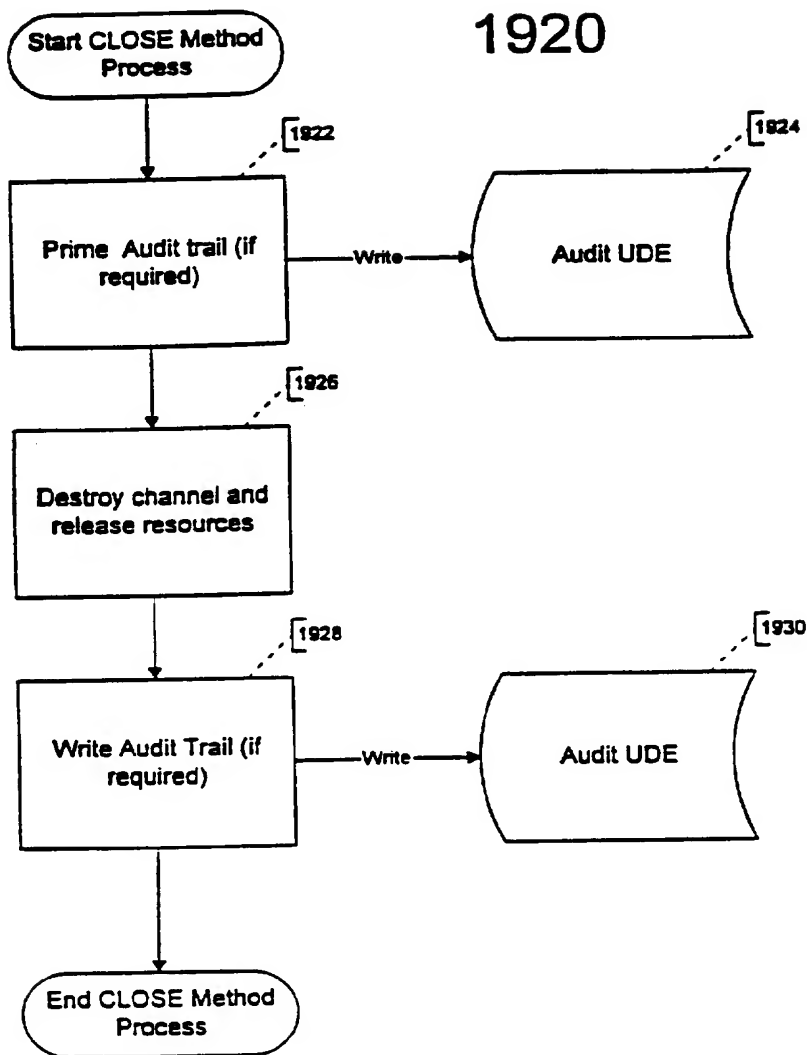 1920
Start CLOSE Method
Process
1922
1924
Prime Audit trail (if
required)
Write
Audit UDE
1926
Destroy channel and
release resources
1928
1930
Write Audit Trail (if
required)
Write
Audit UDE
End CLOSE Method
Process